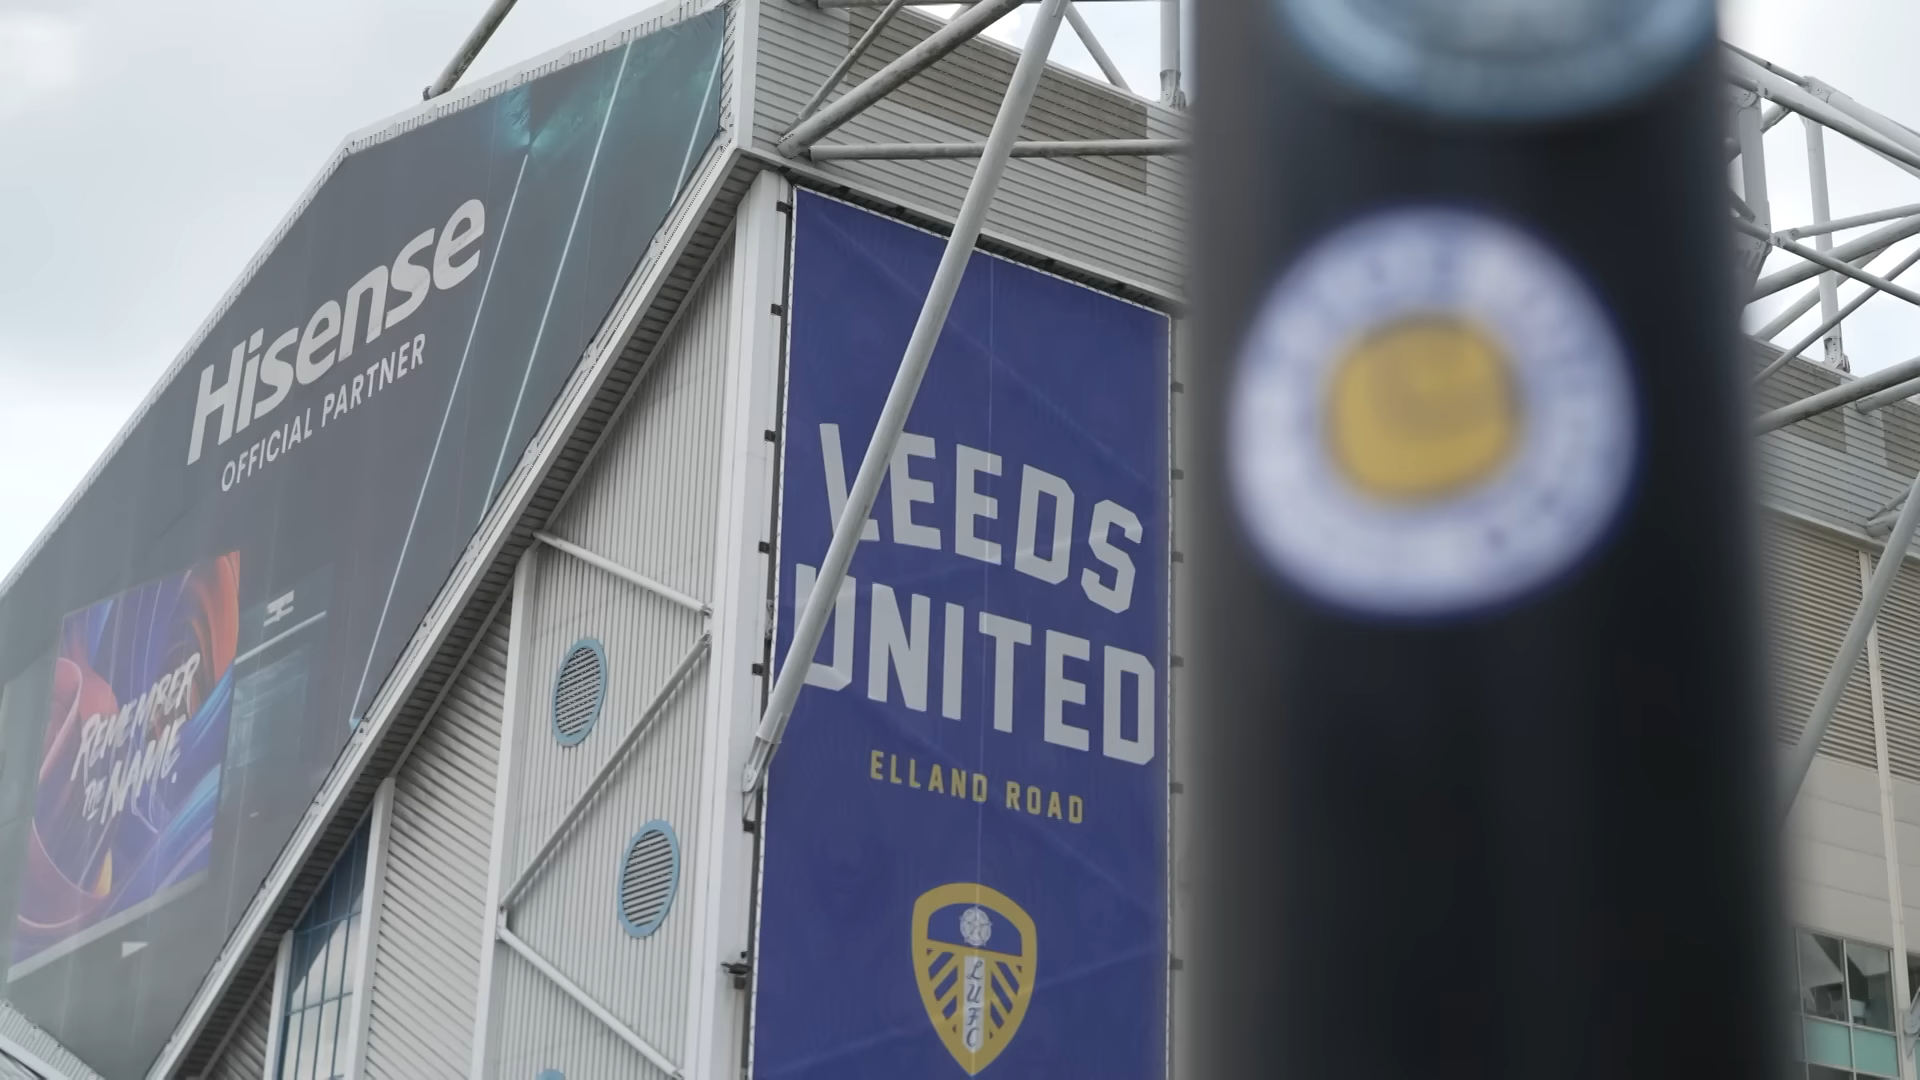 Hisense
OFFICIAL PARTNER
REMEMBER
THE NAME
LEEDS
UNITED
ELLAND ROAD
LUFC